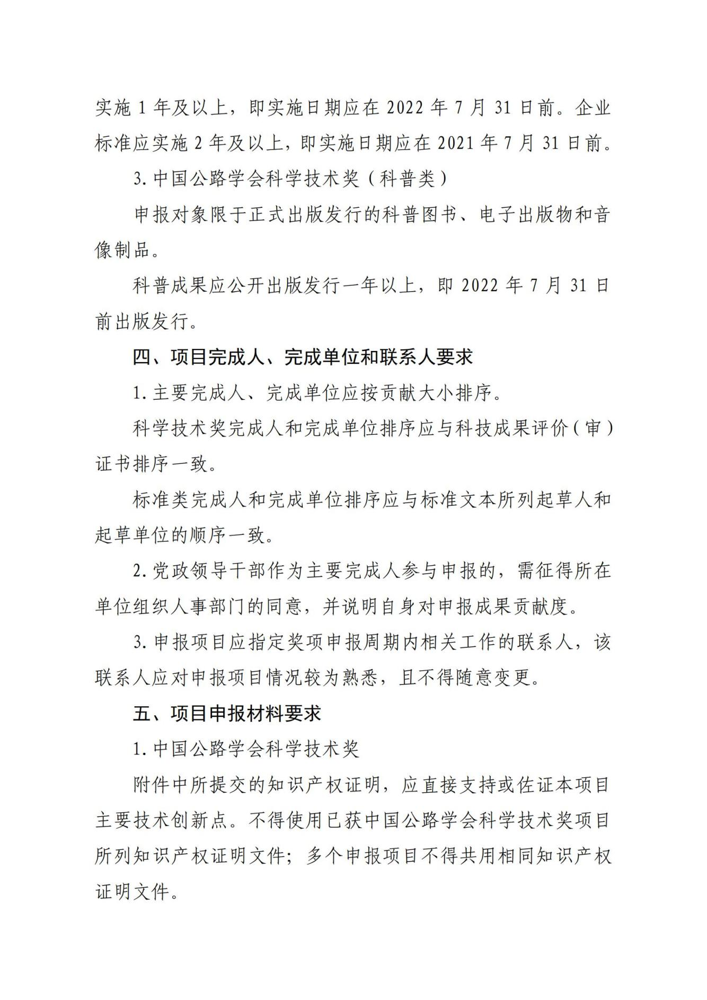 实施 1 年及以上，即实施日期应在 2022 年 7 月 31 日前。企业
标准应实施 2 年及以上，即实施日期应在 2021 年 7 月 31 日前。
3.中国公路学会科学技术奖（科普类）
申报对象限于正式出版发行的科普图书、电子出版物和音
像制品。
科普成果应公开出版发行一年以上，即 2022 年 7 月 31 日
前出版发行。
四、项目完成人、完成单位和联系人要求
1.主要完成人、完成单位应按贡献大小排序。
科学技术奖完成人和完成单位排序应与科技成果评价（审）
证书排序一致。
标准类完成人和完成单位排序应与标准文本所列起草人和
起草单位的顺序一致。
2.党政领导干部作为主要完成人参与申报的，需征得所在
单位组织人事部门的同意，并说明自身对申报成果贡献度。
3.申报项目应指定奖项申报周期内相关工作的联系人，该
联系人应对申报项目情况较为熟悉，且不得随意变更。
五、项目申报材料要求
1.中国公路学会科学技术奖
附件中所提交的知识产权证明，应直接支持或佐证本项目
主要技术创新点。不得使用已获中国公路学会科学技术奖项目
所列知识产权证明文件；多个申报项目不得共用相同知识产权
证明文件。